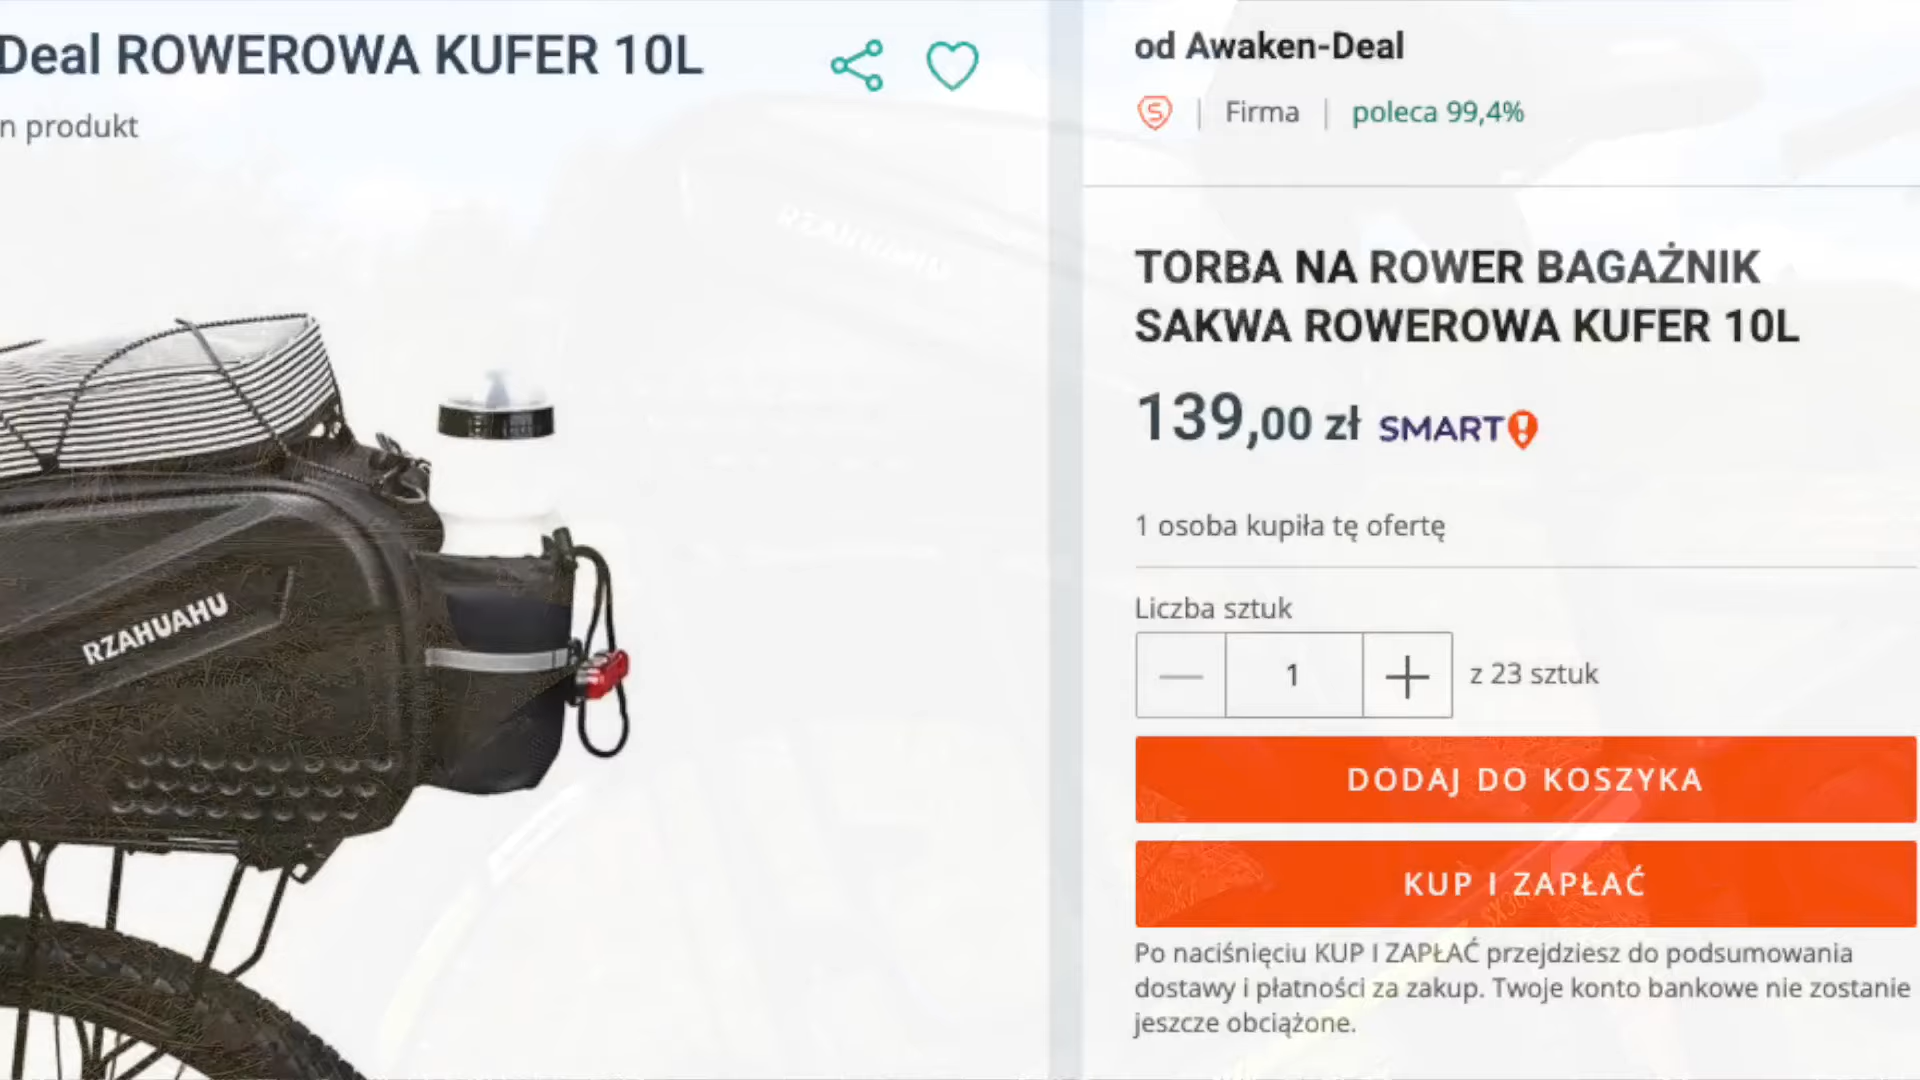 Deal ROWEROWA KUFER 10L
n produkt
RZAHUAHU
od Awaken-Deal
Firma
poleca 99,4%
TORBA NA ROWER BAGAŻNIK
SAKWA ROWEROWA KUFER 10L
139,00 zł SMART!
1 osoba kupiła tę ofertę
Liczba sztuk
1
z 23 sztuk
DODAJ DO KOSZYKA
KUP I ZAPŁAĆ
Po naciśnięciu KUP I ZAPŁAĆ przejdziesz do podsumowania
dostawy i płatności za zakup. Twoje konto bankowe nie zostanie
jeszcze obciążone.